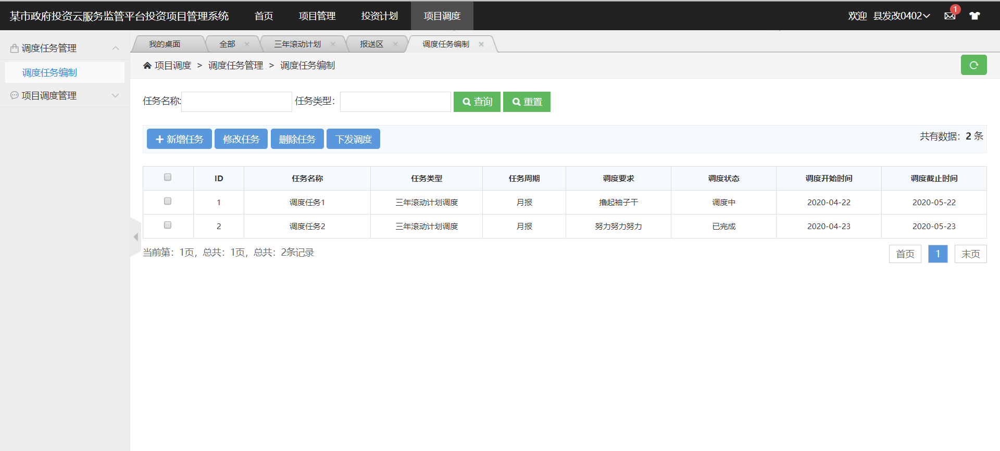 某市政府投资云服务监管平台投资项目管理系统 首页 项目管理 投资计划 项目调度 欢迎 县发改0402 1
调度任务管理
调度任务编制
项目调度管理
我的桌面 全部 三年滚动计划 报送区 调度任务编制
项目调度 > 调度任务管理 > 调度任务编制
任务名称: 任务类型: 查询 重置
新增任务 修改任务 删除任务 下发调度 共有数据：2 条
ID 任务名称 任务类型 任务周期 调度要求 调度状态 调度开始时间 调度截止时间
1 调度任务1 三年滚动计划调度 月报 撸起袖子干 调度中 2020-04-22 2020-05-22
2 调度任务2 三年滚动计划调度 月报 努力努力努力 已完成 2020-04-23 2020-05-23
当前第：1页，总共：1页，总共：2条记录 首页 1 末页